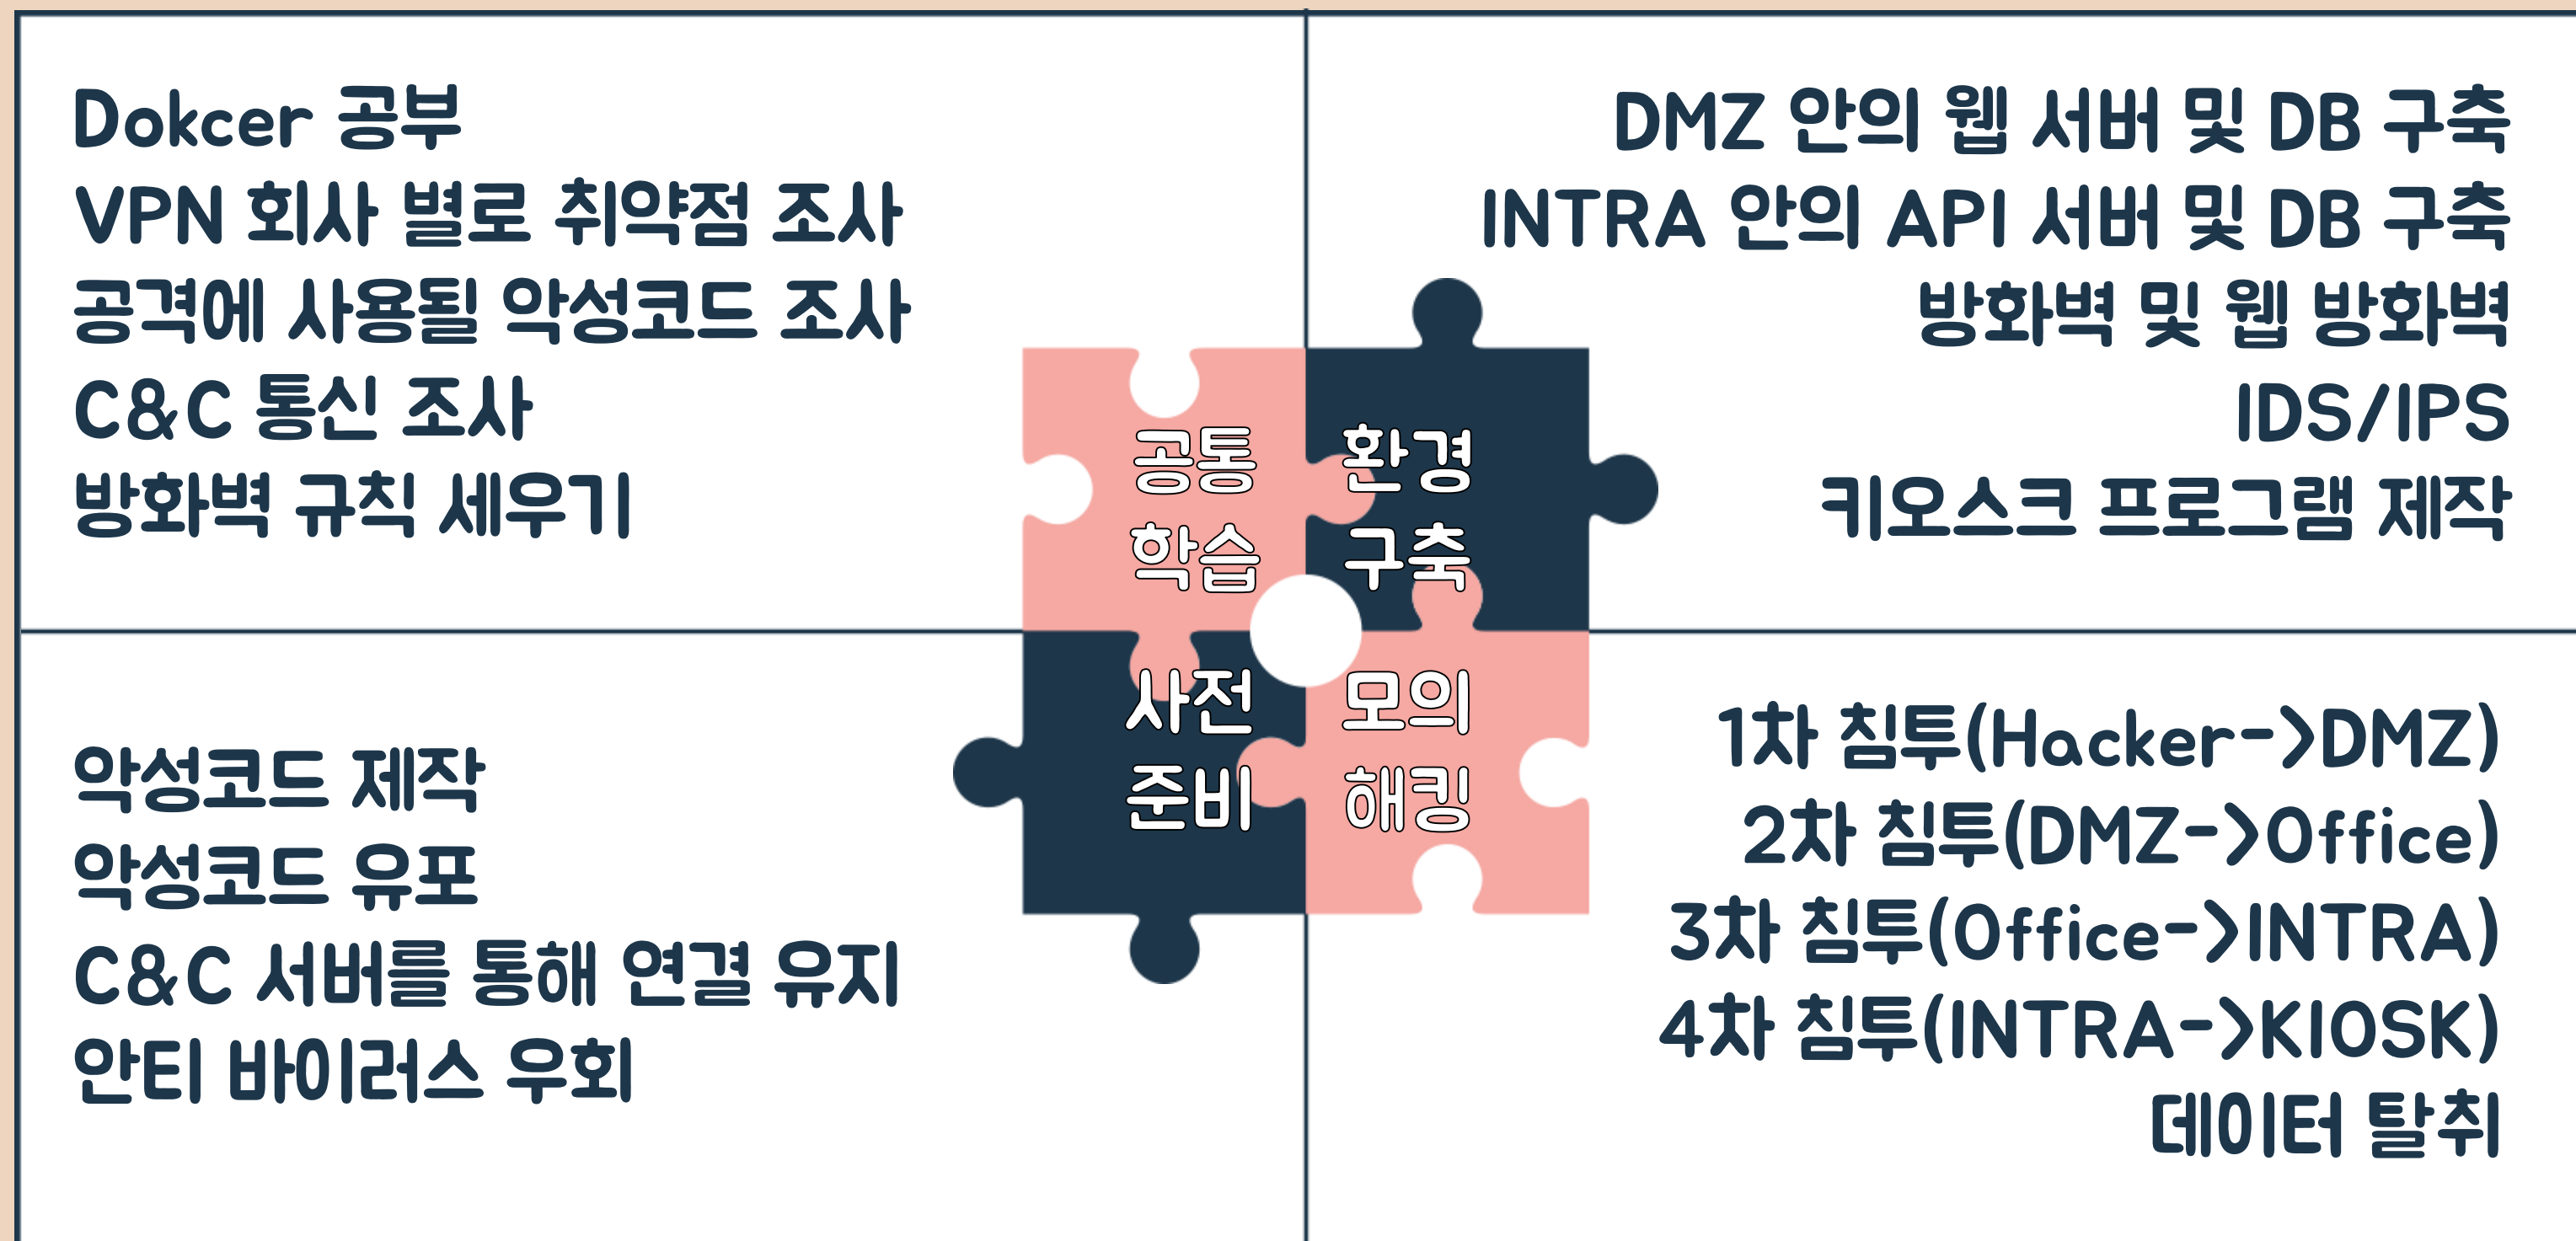 Dokcer 공부
VPN 회사 별로 취약점 조사
공격에 사용될 악성코드 조사
C&C 통신 조사
방화벽 규칙 세우기
DMZ 안의 웹 서버 및 DB 구축
INTRA 안의 API 서버 및 DB 구축
방화벽 및 웹 방화벽
IDS/IPS
키오스크 프로그램 제작
공통
학습
환경
구축
사전
준비
모의
해킹
악성코드 제작
악성코드 유포
C&C 서버를 통해 연결 유지
안티 바이러스 우회
1차 침투(Hacker->DMZ)
2차 침투(DMZ->Office)
3차 침투(Office->INTRA)
4차 침투(INTRA->KIOSK)
데이터 탈취